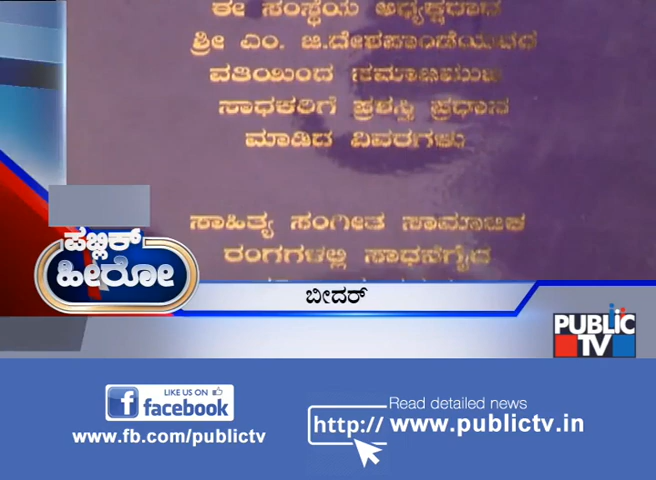 ಈ ಸಂಸ್ಥೆಯ ಅಧ್ಯಕ್ಷರಾದ
ಶ್ರೀ ಎಂ. ಜಿ.ದೇಶಪಾಂಡೆಯವರ
ವತಿಯಿಂದ ಸಮಾಜಮುಖಿ
ಸಾಧಕರಿಗೆ ಪ್ರಶಸ್ತಿ ಪ್ರಧಾನ
ಮಾಡಿದ ವಿವರಗಳು
ಸಾಹಿತ್ಯ ಸಂಗೀತ ಸಾಮಾಜಿಕ
ರಂಗಗಳಲ್ಲಿ ಸಾಧನೆಗೈದ
ಪಬ್ಲಿಕ್
ಹೀರೋ
ಬೀದರ್
PUBLIC
TV
LIKE US ON
facebook
www.fb.com/publictv
Read detailed news
http:// www.publictv.in